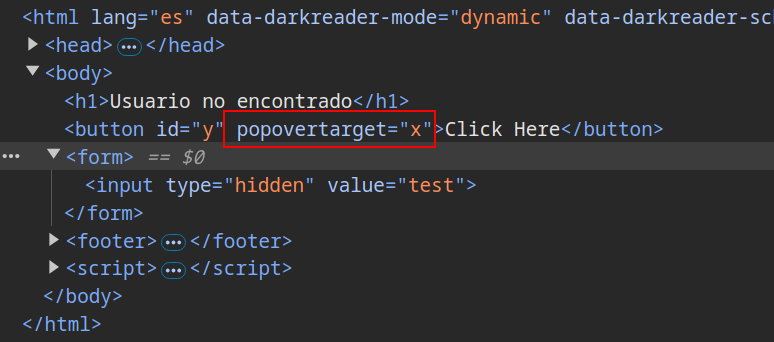 <html lang="es" data-darkreader-mode="dynamic" data-darkreader-sc
▶ <head> ••• </head>
▼ <body>
<h1>Usuario no encontrado</h1>
<button id="y" popovertarget="x">Click Here</button>
••• ▼ <form> == $0
<input type="hidden" value="test">
</form>
▶ <footer> ••• </footer>
▶ <script> ••• </script>
</body>
</html>